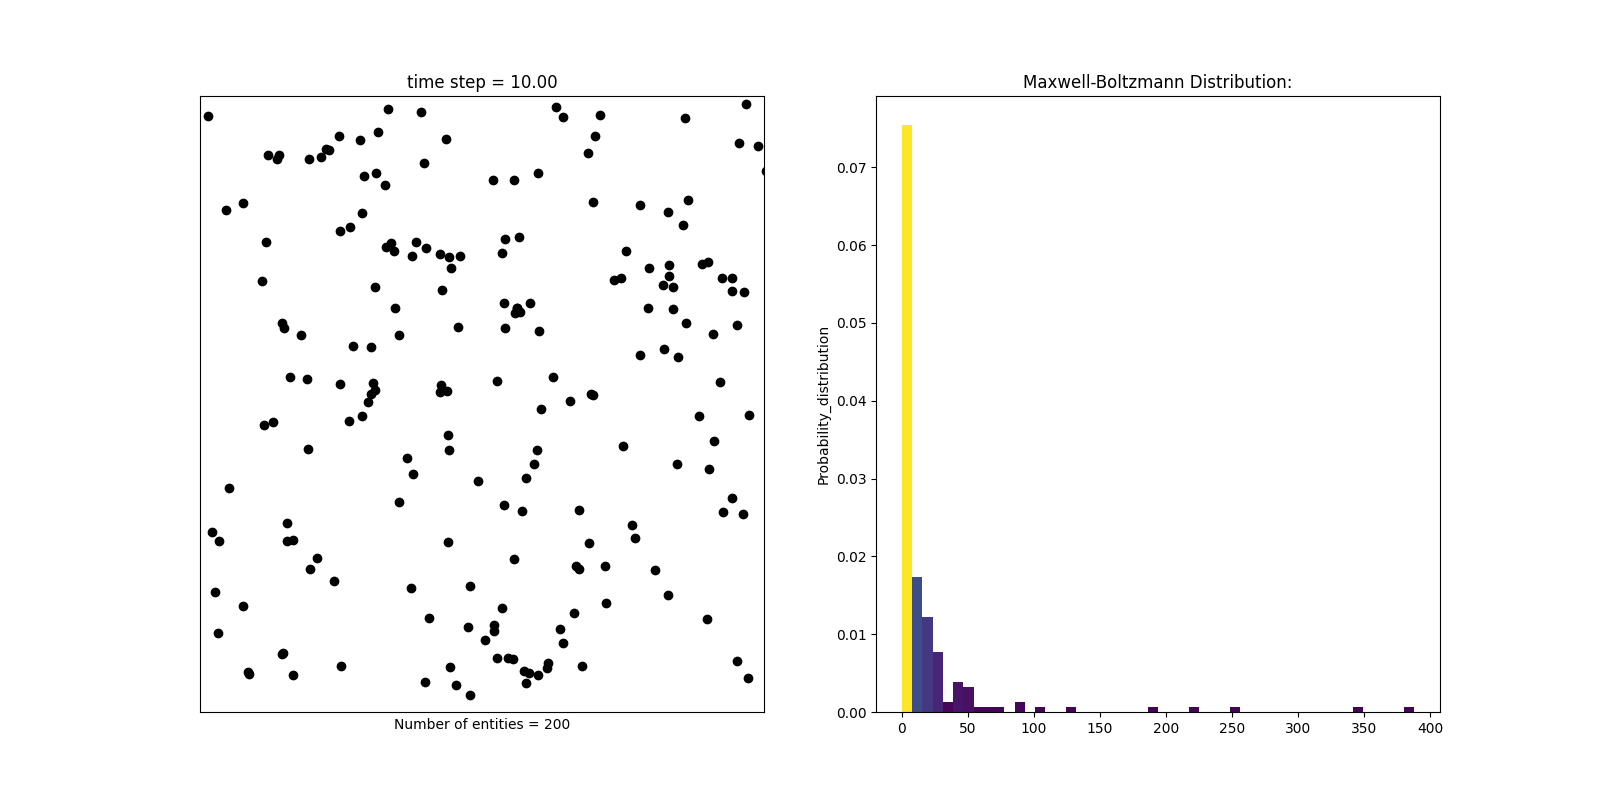 time step = 10.00
Number of entities = 200
Maxwell-Boltzmann Distribution:
Probability_distribution
0.07
0.06
0.05
0.04
0.03
0.02
0.01
0.00
0 50 100 150 200 250 300 350 400